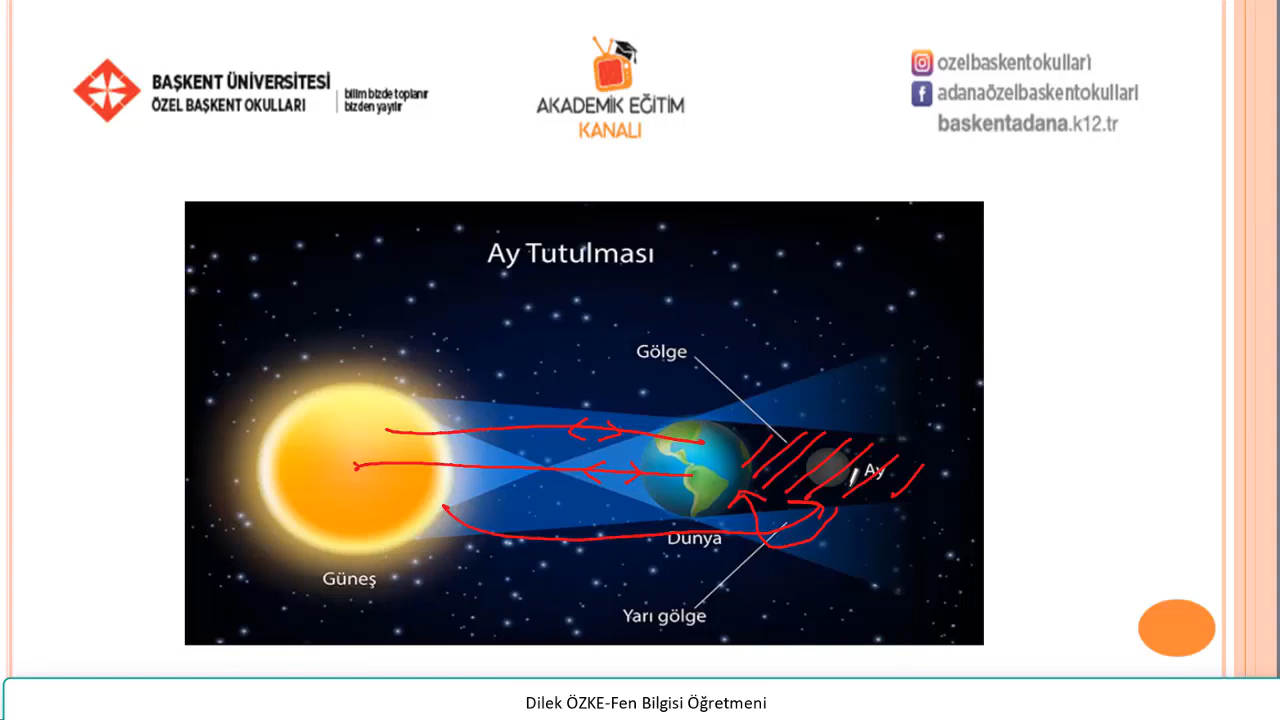 BAŞKENT ÜNİVERSİTESİ
ÖZEL BAŞKENT OKULLARI
bilim bizde toplanır
bizden yayılır
AKADEMİK EĞİTİM
KANALI
ozelbaskentokullari
adanaözelbaskentokullari
baskentadana.k12.tr
Ay Tutulması
Gölge
Ay
Dünya
Güneş
Yarı gölge
Dilek ÖZKE-Fen Bilgisi Öğretmeni